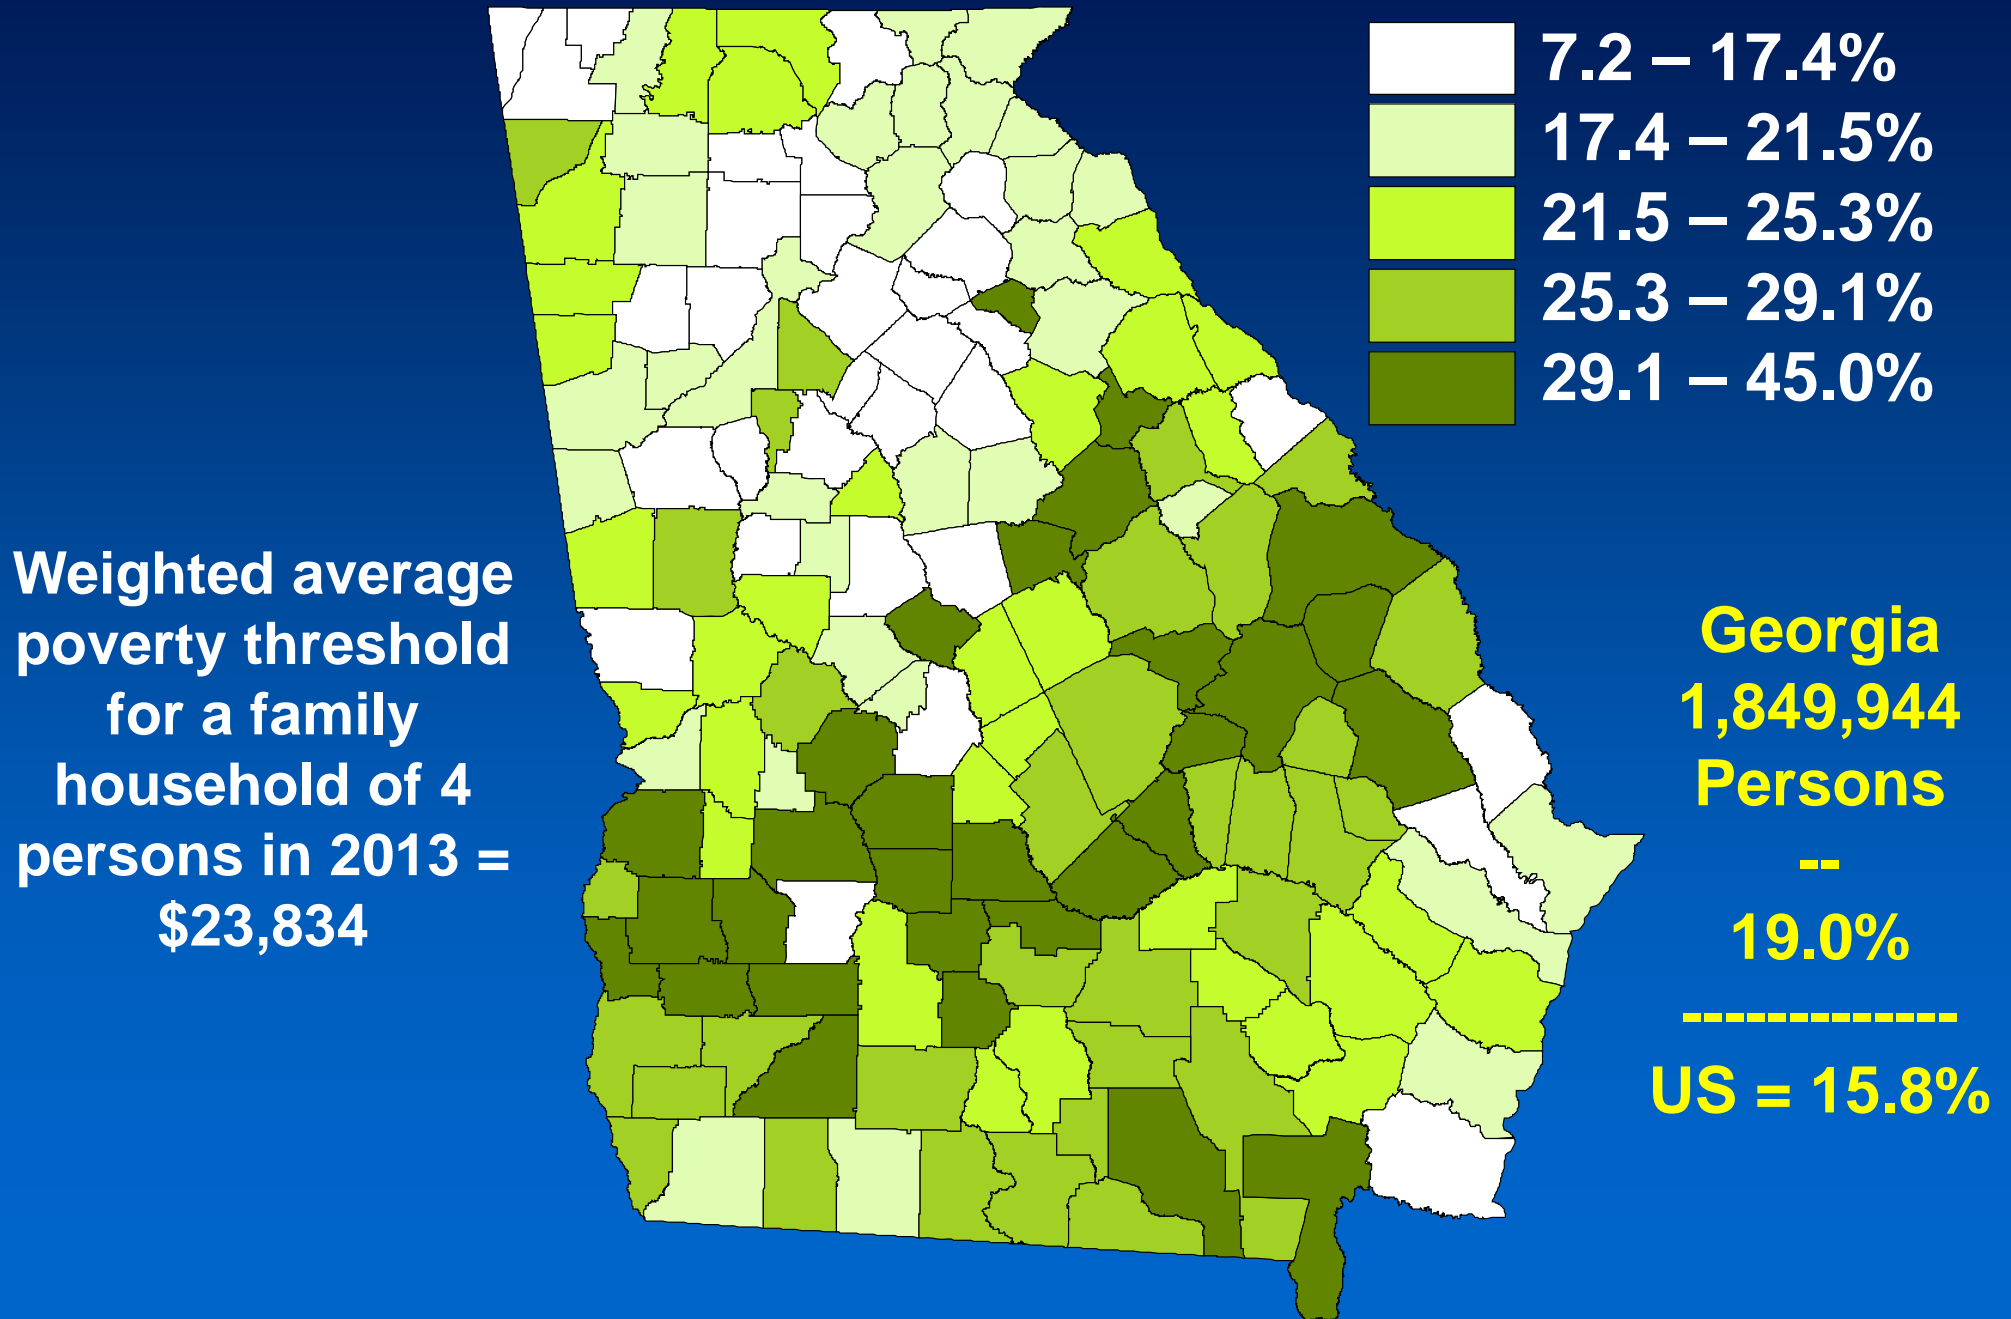 7.2 – 17.4%
17.4 – 21.5%
21.5 – 25.3%
25.3 – 29.1%
29.1 – 45.0%
Weighted average
poverty threshold
for a family
household of 4
persons in 2013 =
$23,834
Georgia
1,849,944
Persons
--
19.0%
-------------
US = 15.8%